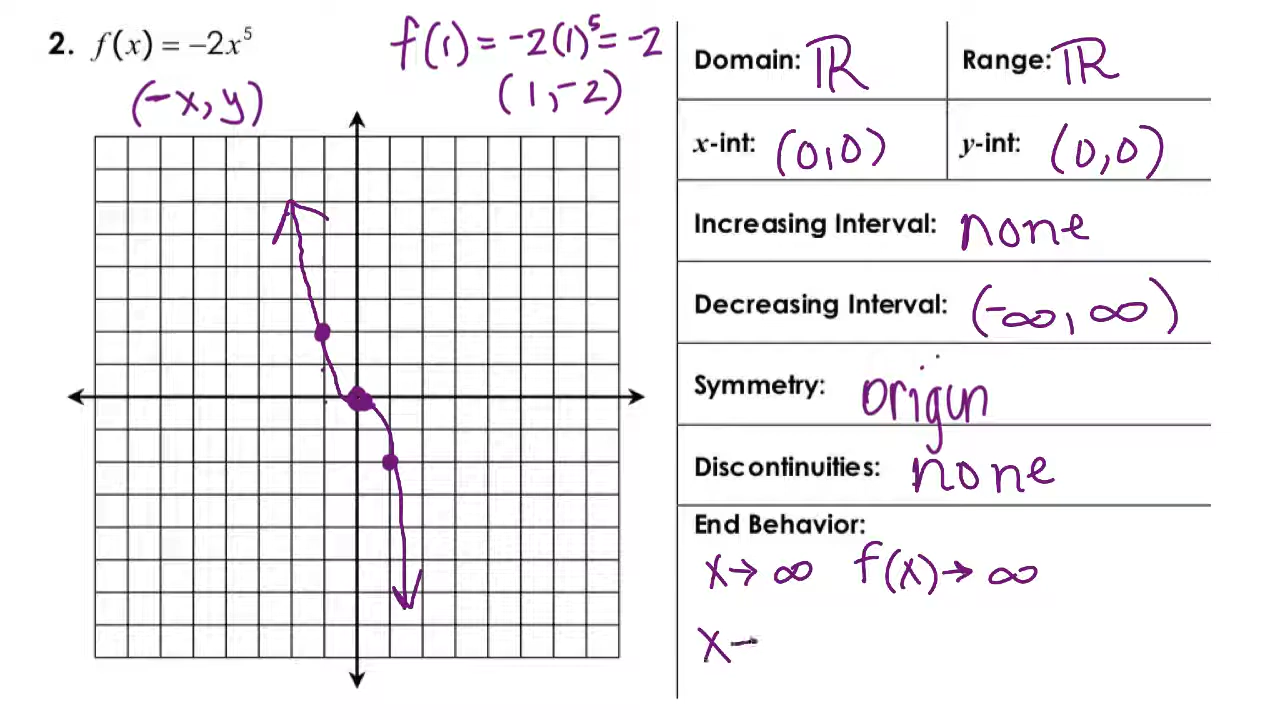 2. f(x) = −2x⁵
f(1) = -2(1)⁵ = -2
(-x, y)
(1, -2)
Domain: ℝ
Range: ℝ
x-int: (0,0)
y-int: (0,0)
Increasing Interval: none
Decreasing Interval: (-∞, ∞)
Symmetry: origin
Discontinuities: none
End Behavior:
x → ∞ f(x) → ∞
x -